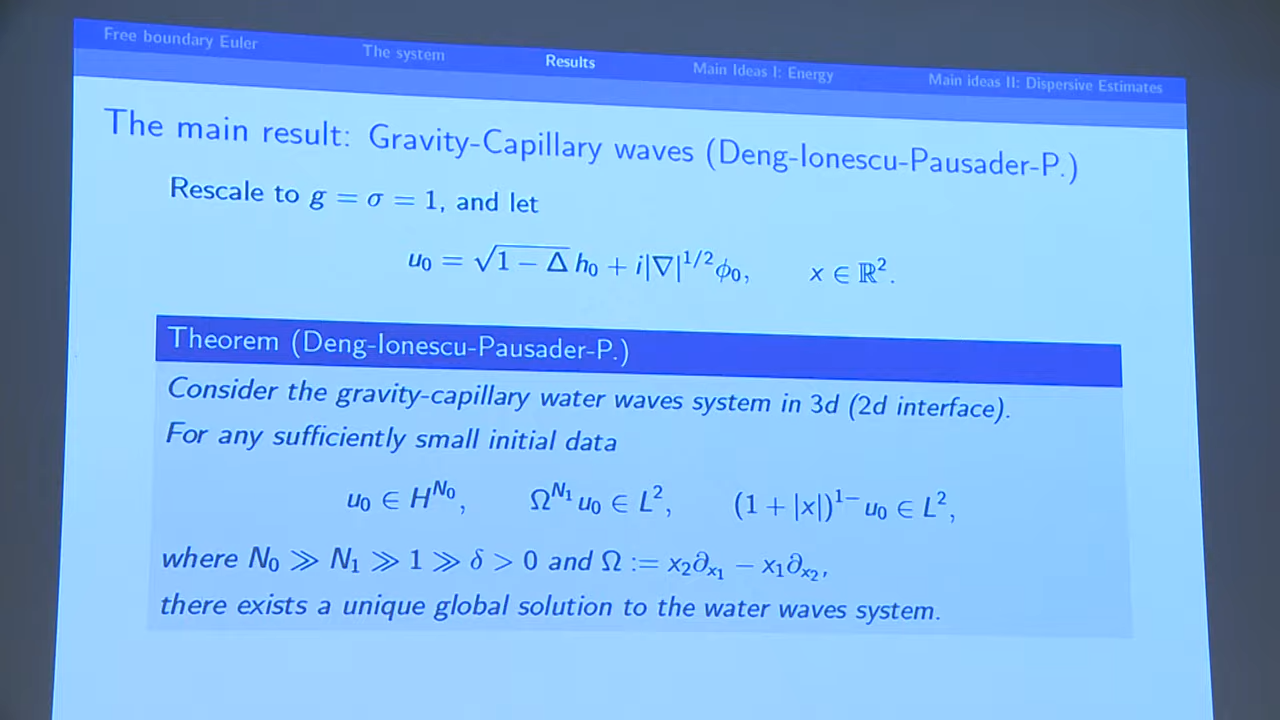 Free boundary Euler The system Results Main Ideas I: Energy Main ideas II: Dispersive Estimates
The main result: Gravity-Capillary waves (Deng-Ionescu-Pausader-P.)
Rescale to g = σ = 1, and let
u₀ = √(1 − Δ) h₀ + i|∇|^{1/2} ϕ₀, x ∈ ℝ².
Theorem (Deng-Ionescu-Pausader-P.)
Consider the gravity-capillary water waves system in 3d (2d interface).
For any sufficiently small initial data
u₀ ∈ H^{N₀}, Ω^{N₁} u₀ ∈ L², (1 + |x|)^{1−} u₀ ∈ L²,
where N₀ ≫ N₁ ≫ 1 ≫ δ > 0 and Ω := x₂∂_{x₁} − x₁∂_{x₂},
there exists a unique global solution to the water waves system.